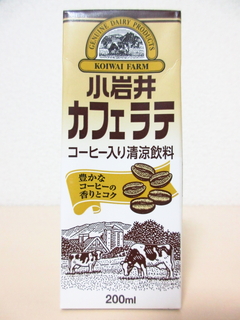 GENUINE DAIRY PRODUCTS
KOIWAI FARM
小岩井
カフェラテ
コーヒー入り清涼飲料
豊かな
コーヒーの
香りとコク
200ml